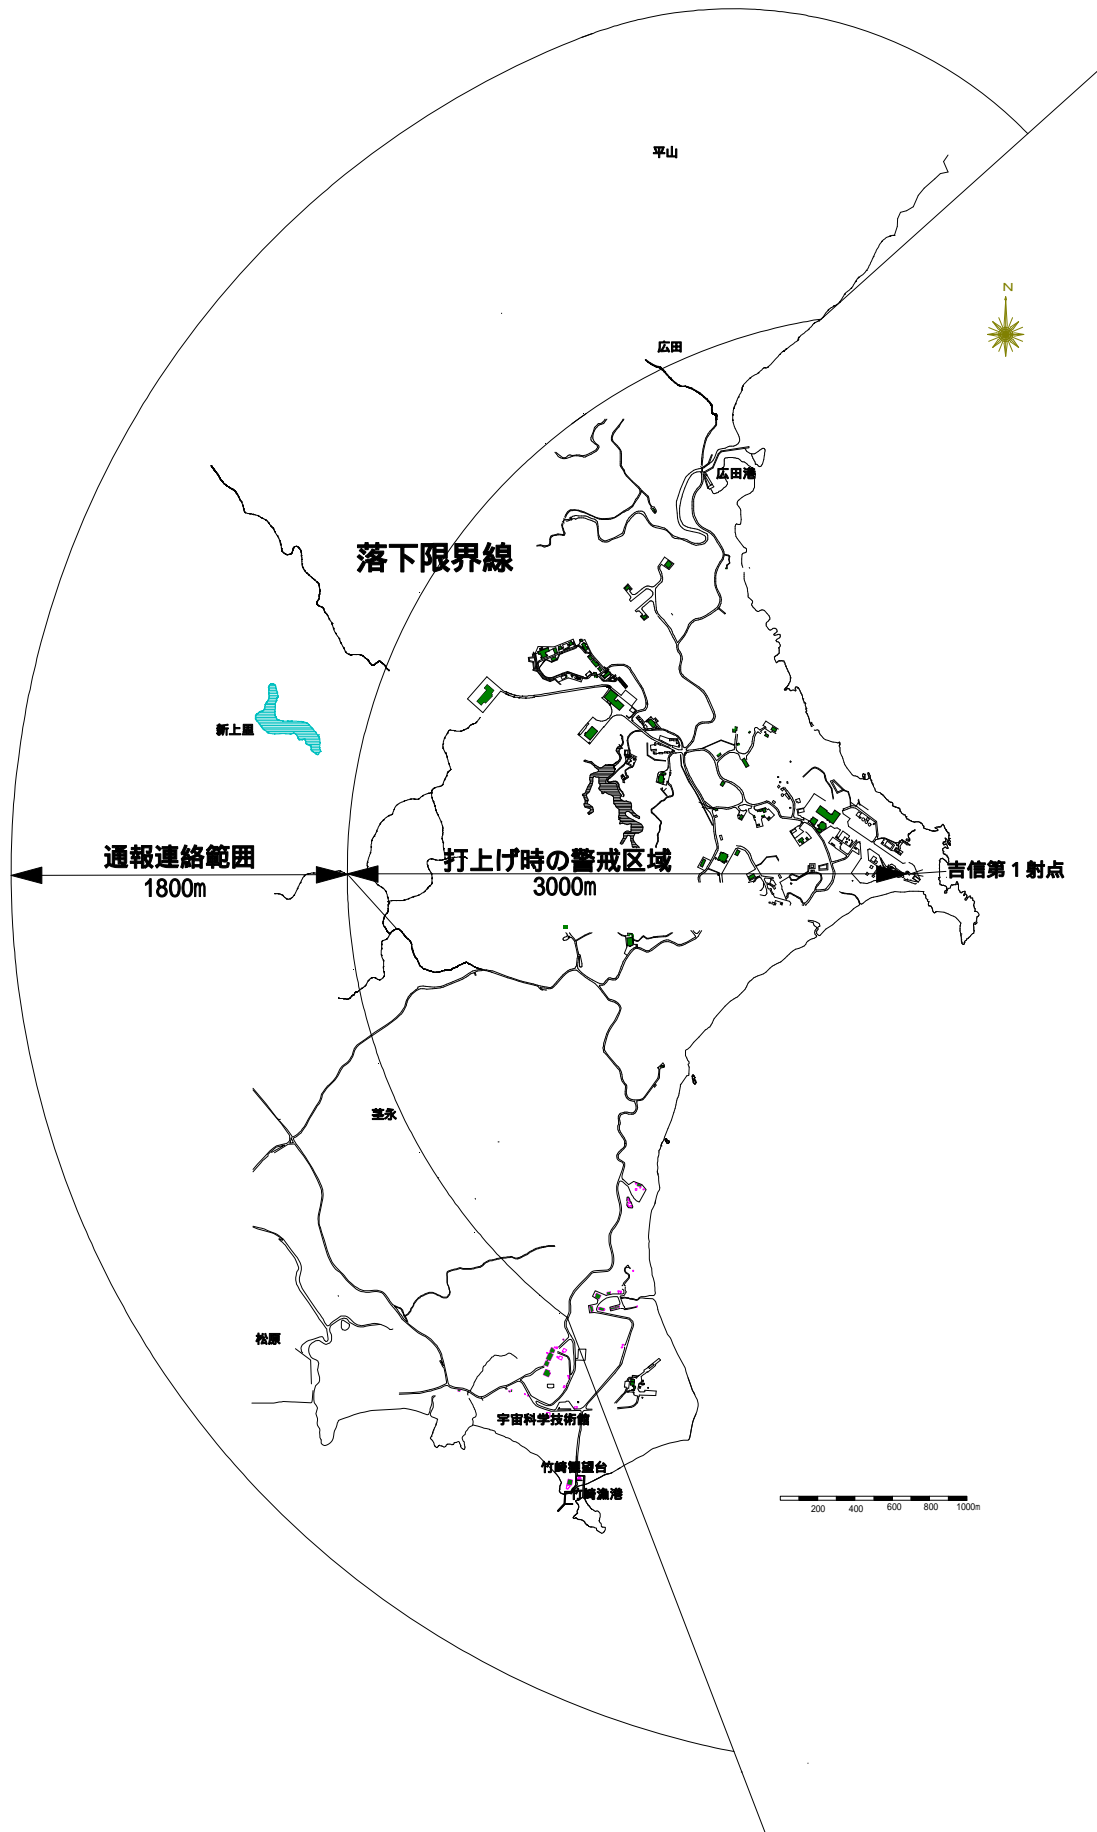 平山
N
広田
広田港
落下限界線
新上里
通報連絡範囲
1800m
打上げ時の警戒区域
3000m
吉信第1射点
茎永
松原
宇宙科学技術館
竹崎観望台
竹崎漁港
200 400 600 800 1000m